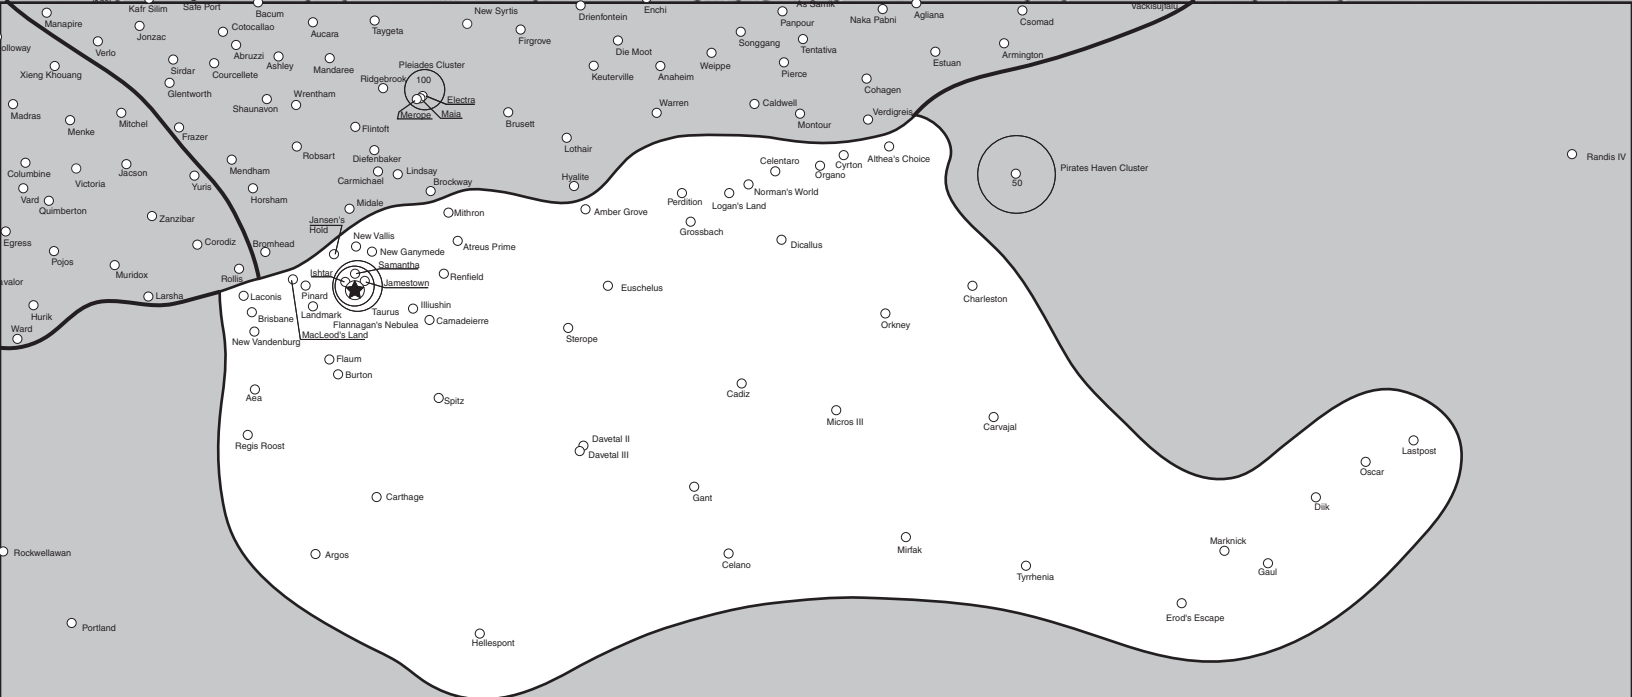 Kafr Silim
Safe Port
Bacum
New Syrtis
Drienfontein
Enchi
As Samik
Panpour
Naka Pabni
Agliana
Csomad
Manapire
Jonzac
Cotocallao
Aucara
Taygeta
Firgrove
Die Moot
Songgang
Tentativa
Armington
olloway
Verlo
Abruzzi
Ashley
Mandaree
Pleiades Cluster
Keuterville
Anaheim
Weippe
Pierce
Estuan
Xieng Khouang
Sirdar
Courcellete
Ridgebrook
100
Cohagen
Glentworth
Wrentham
Electra
Warren
Caldwell
Madras
Shaunavon
Merope
Maia
Brusett
Montour
Verdigreis
Menke
Mitchel
Frazer
Flintoft
Lothair
Robsart
Diefenbaker
Celentaro
Cyrton
Althea's Choice
Randis IV
Columbine
Victoria
Jacson
Mendham
Carmichael
Lindsay
Hyalite
Organo
Pirates Haven Cluster
50
Yuris
Brockway
Norman's World
Vard
Quimberton
Horsham
Midale
Perdition
Logan's Land
Zanzibar
Jansen's
Hold
Mithron
Amber Grove
Grossbach
Egress
Corodiz
Bromhead
New Vallis
New Ganymede
Atreus Prime
Dicallus
Pojos
Muridox
Rollis
Ishtar
Samantha
Renfield
avalor
Larsha
Laconis
Pinard
Jamestown
Euschelus
Charleston
Hurik
Brisbane
Landmark
Taurus
Illiushin
Flannagan's Nebulea
Camadeierre
Orkney
Ward
New Vandenburg
MacLeod's Land
Sterope
Flaum
Burton
Aea
Spitz
Cadiz
Micros III
Carvajal
Regis Roost
Davetal II
Davetal III
Lastpost
Oscar
Carthage
Gant
Diik
Rockwellawan
Argos
Celano
Mirfak
Marknick
Tyrrhenia
Gaul
Portland
Hellespont
Erod's Escape